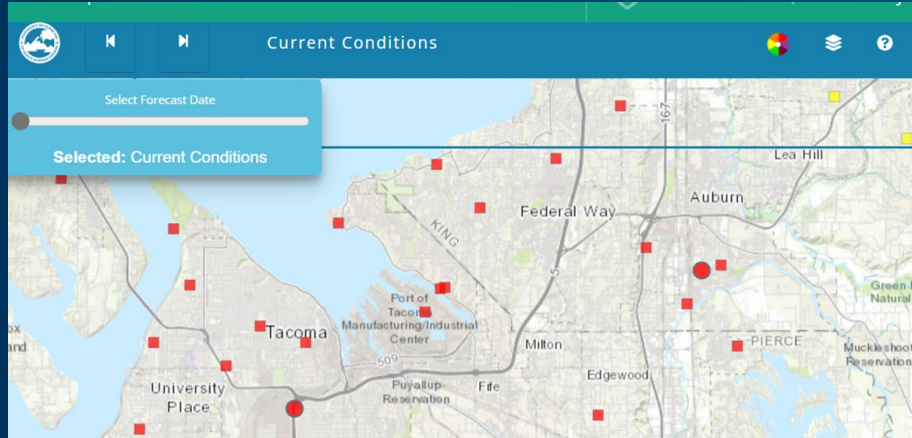 Current Conditions
Select Forecast Date
Selected: Current Conditions
167
Lea Hill
Auburn
Federal Way
KING
Port of
Tacoma
Manufacturing/Industrial
Center
Tacoma
5
509
Milton
PIERCE
Green
Natural
Muckleshoot
Reservation
Edgewood
University
Place
Puyallup
Reservation
Fife
and